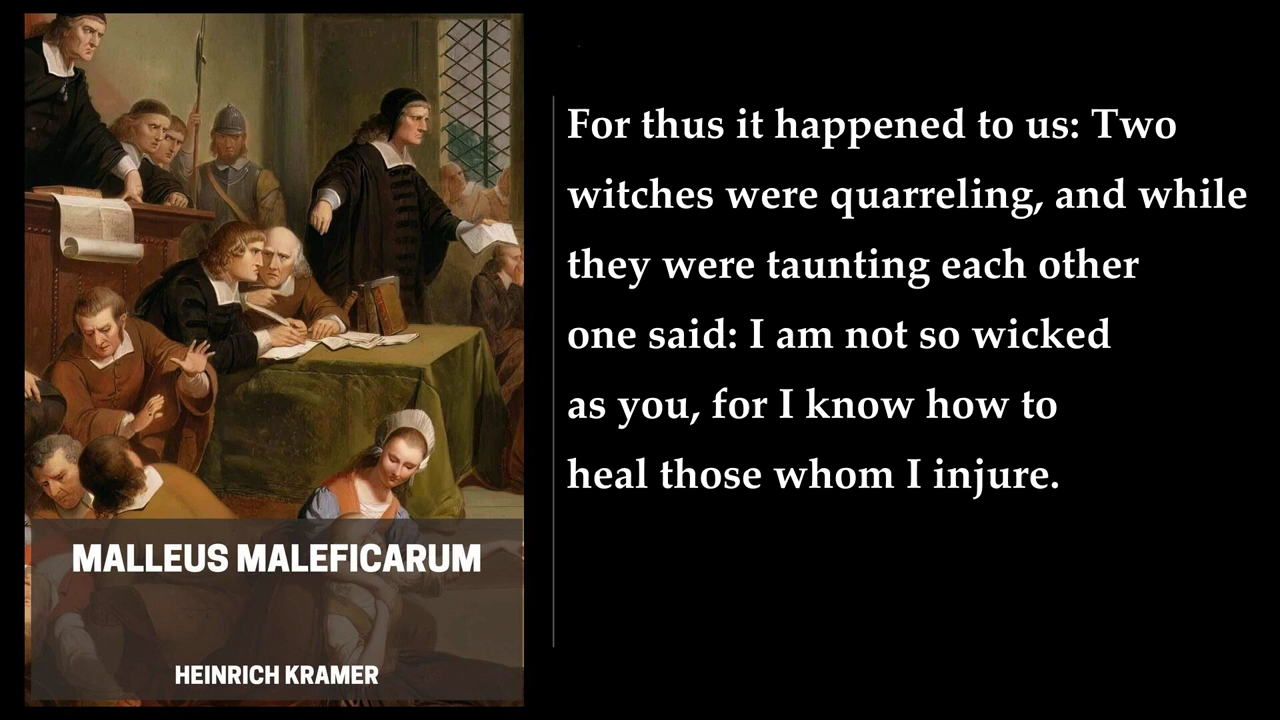 For thus it happened to us: Two
witches were quarreling, and while
they were taunting each other
one said: I am not so wicked
as you, for I know how to
heal those whom I injure.
MALLEUS MALEFICARUM
HEINRICH KRAMER